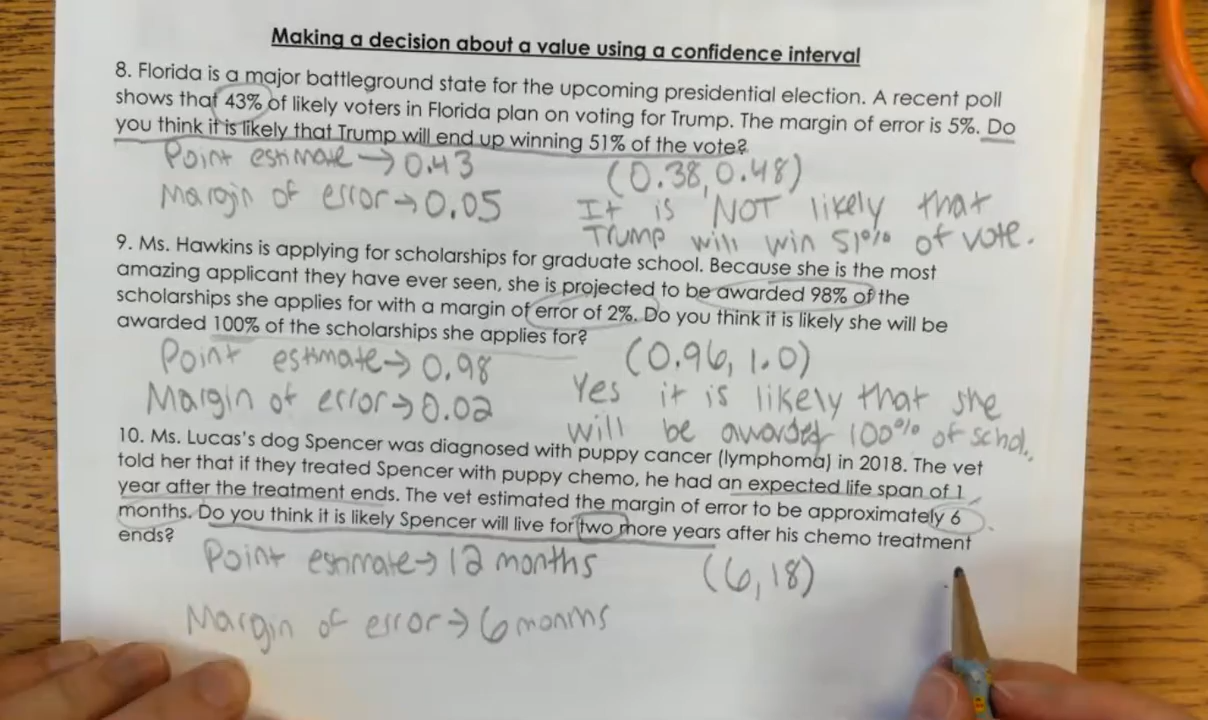 Making a decision about a value using a confidence interval
8. Florida is a major battleground state for the upcoming presidential election. A recent poll
shows that 43% of likely voters in Florida plan on voting for Trump. The margin of error is 5%. Do
you think it is likely that Trump will end up winning 51% of the vote?
Point estimate → 0.43
(0.38, 0.48)
Margin of error → 0.05
It is NOT likely that
Trump will win 51% of vote.
9. Ms. Hawkins is applying for scholarships for graduate school. Because she is the most
amazing applicant they have ever seen, she is projected to be awarded 98% of the
scholarships she applies for with a margin of error of 2%. Do you think it is likely she will be
awarded 100% of the scholarships she applies for?
Point estimate → 0.98
(0.96, 1.0)
Margin of error → 0.02
Yes it is likely that she
will be awarded 100% of schol.
10. Ms. Lucas's dog Spencer was diagnosed with puppy cancer (lymphoma) in 2018. The vet
told her that if they treated Spencer with puppy chemo, he had an expected life span of 1
year after the treatment ends. The vet estimated the margin of error to be approximately 6
months. Do you think it is likely Spencer will live for two more years after his chemo treatment
ends?
Point estimate → 12 months
(6, 18)
Margin of error → 6 months